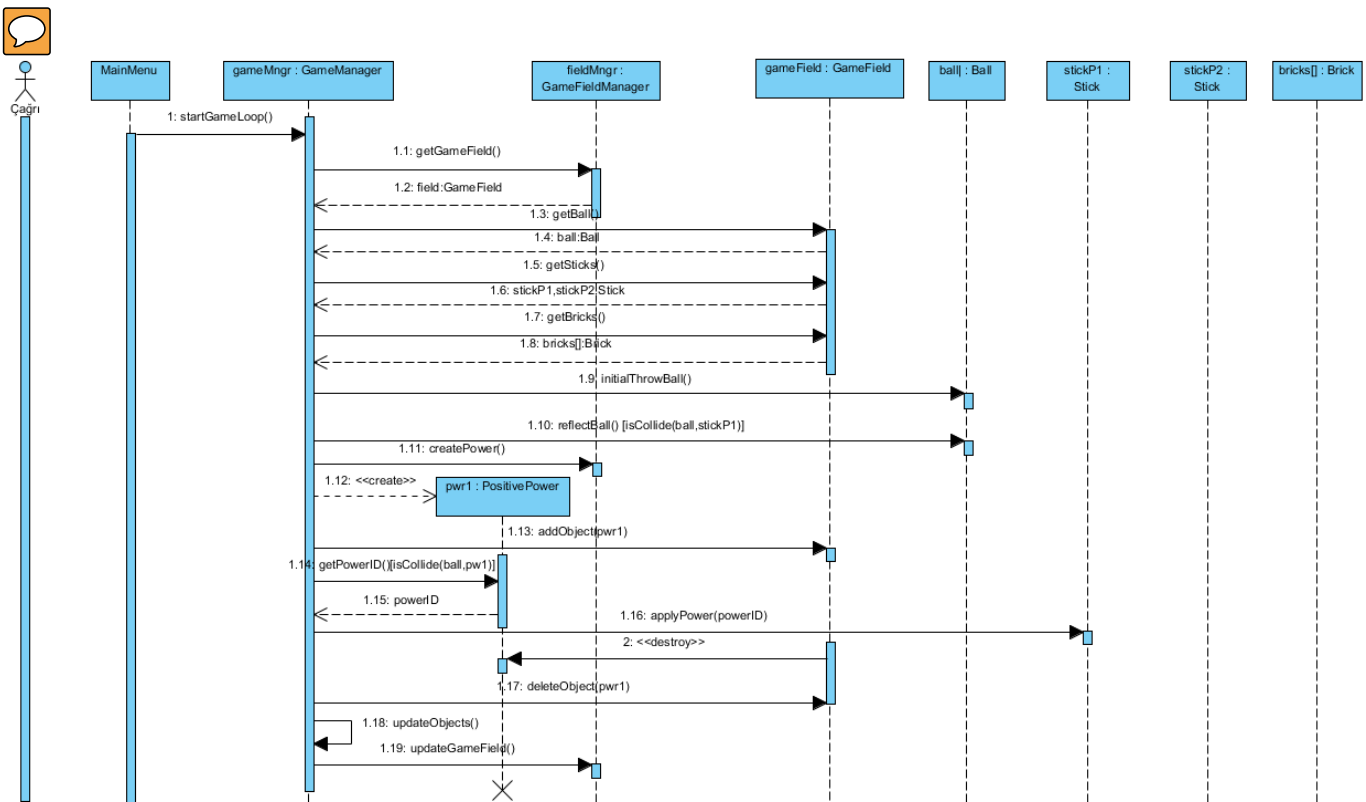 MainMenu
gameMngr : GameManager
fieldMngr :
GameFieldManager
gameField : GameField
ball| : Ball
stickP1 :
Stick
stickP2 :
Stick
bricks[] : Brick
Çağrı
1: startGameLoop()
1.1: getGameField()
1.2: field:GameField
1.3: getBall()
1.4: ball:Ball
1.5: getSticks()
1.6: stickP1,stickP2:Stick
1.7: getBricks()
1.8: bricks[]:Brick
1.9: initialThrowBall()
1.10: reflectBall() [isCollide(ball,stickP1)]
1.11: createPower()
1.12: <<create>>
pwr1 : PositivePower
1.13: addObject(pwr1)
1.14: getPowerID()[isCollide(ball,pw1)]
1.15: powerID
1.16: applyPower(powerID)
2: <<destroy>>
1.17: deleteObject(pwr1)
1.18: updateObjects()
1.19: updateGameField()